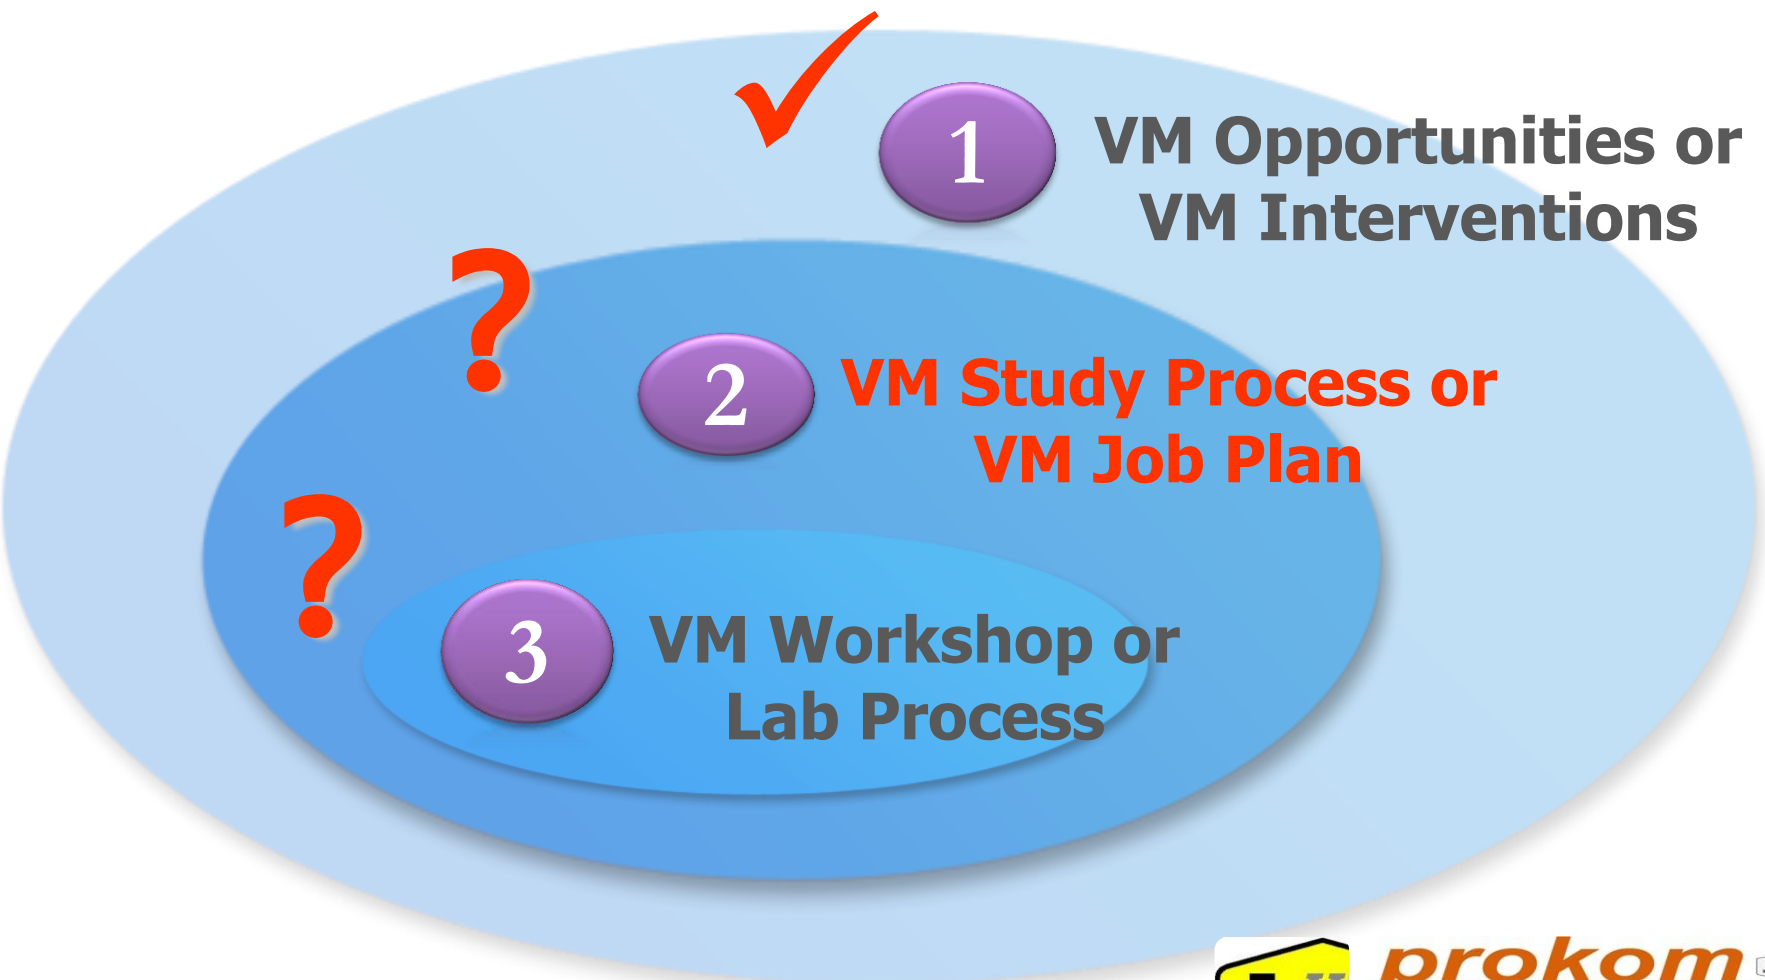 1
VM Opportunities or
VM Interventions
?
2
VM Study Process or
VM Job Plan
?
3
VM Workshop or
Lab Process
prokom